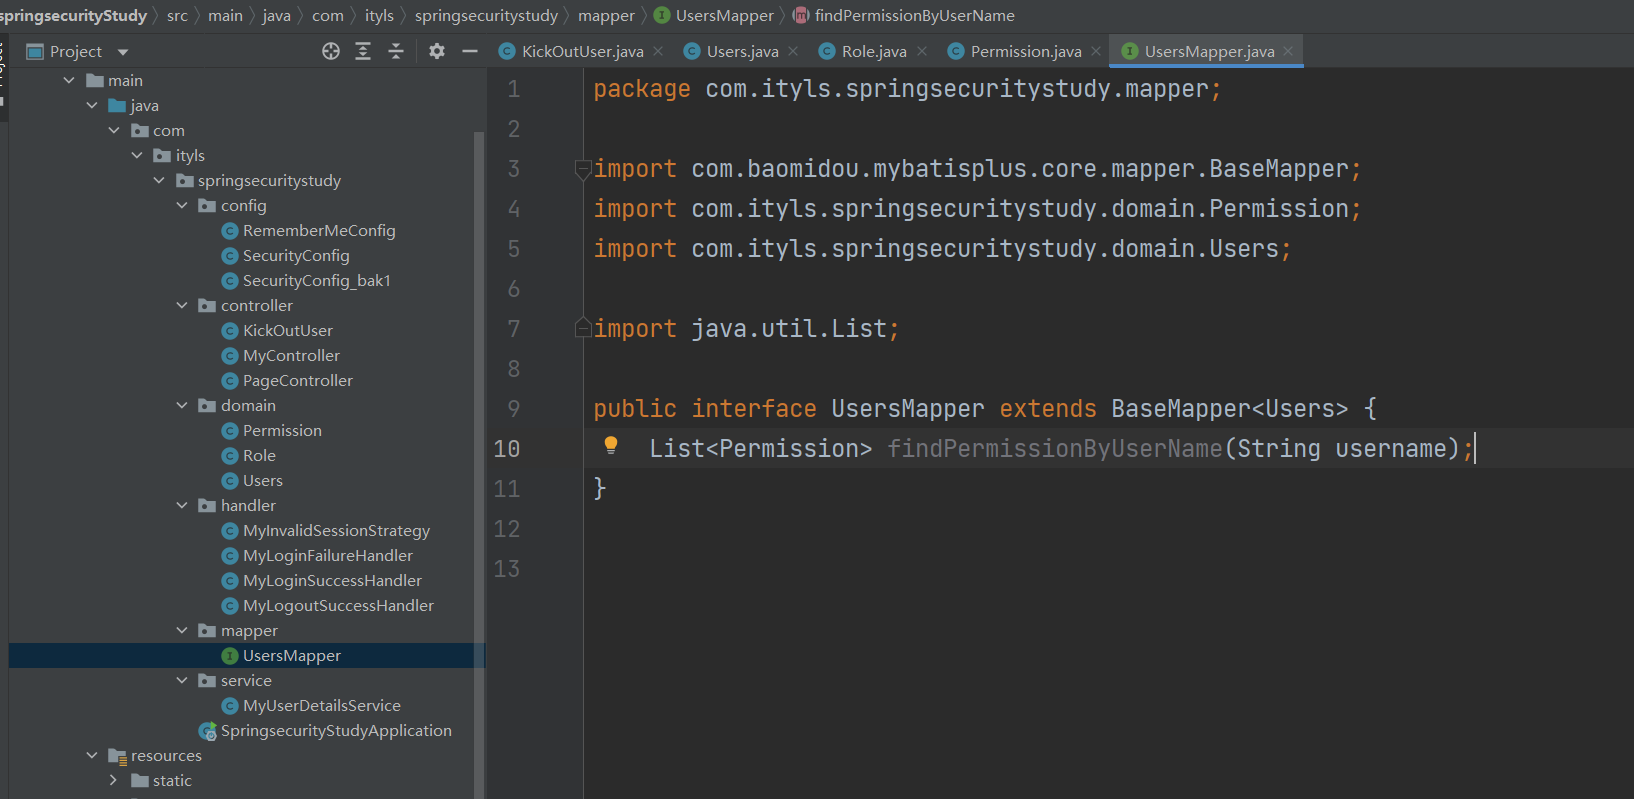 springsecurityStudy src main java com ityls springsecuritystudy mapper UsersMapper findPermissionByUserName
Project
KickOutUser.java Users.java Role.java Permission.java UsersMapper.java
main
java
com
ityls
springsecuritystudy
config
RememberMeConfig
SecurityConfig
SecurityConfig_bak1
controller
KickOutUser
MyController
PageController
domain
Permission
Role
Users
handler
MyInvalidSessionStrategy
MyLoginFailureHandler
MyLoginSuccessHandler
MyLogoutSuccessHandler
mapper
UsersMapper
service
MyUserDetailsService
SpringsecurityStudyApplication
resources
static
1 package com.ityls.springsecuritystudy.mapper;
2
3 import com.baomidou.mybatisplus.core.mapper.BaseMapper;
4 import com.ityls.springsecuritystudy.domain.Permission;
5 import com.ityls.springsecuritystudy.domain.Users;
6
7 import java.util.List;
8
9 public interface UsersMapper extends BaseMapper<Users> {
10 List<Permission> findPermissionByUserName(String username);
11 }
12
13